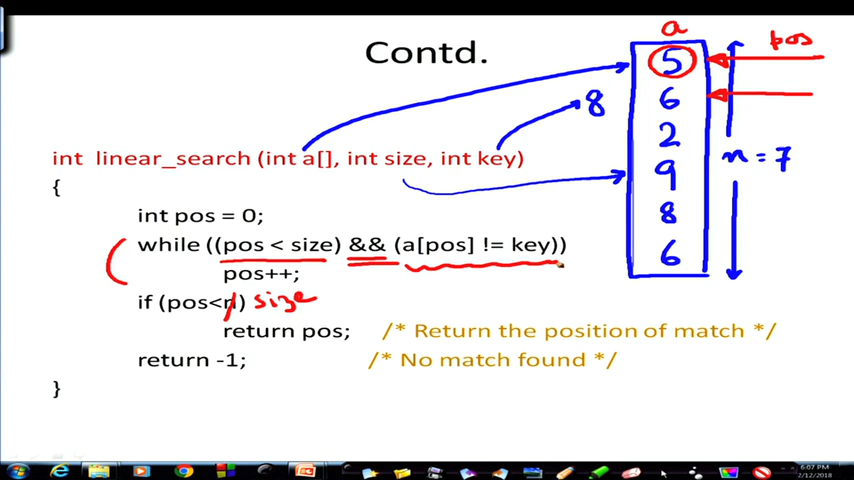 Contd.
a
pos
5
6
2
9
8
6
8
n = 7
int linear_search (int a[], int size, int key)
{
int pos = 0;
while ((pos < size) && (a[pos] != key))
pos++;
if (pos<n) size
return pos; /* Return the position of match */
return -1; /* No match found */
}
6:07 PM
2/12/2018